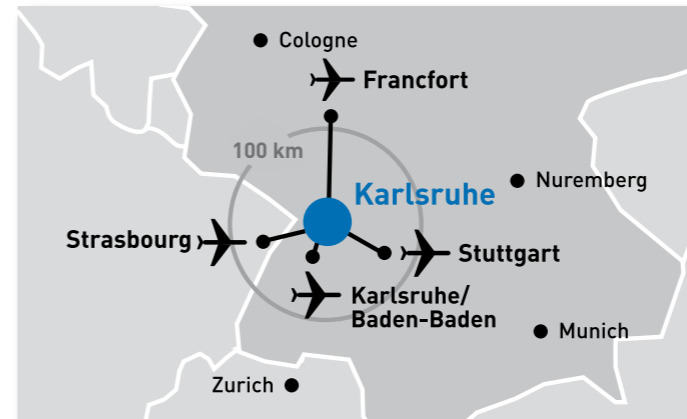 Cologne
Francfort
100 km
Karlsruhe
Nuremberg
Strasbourg
Stuttgart
Karlsruhe/
Baden-Baden
Munich
Zurich